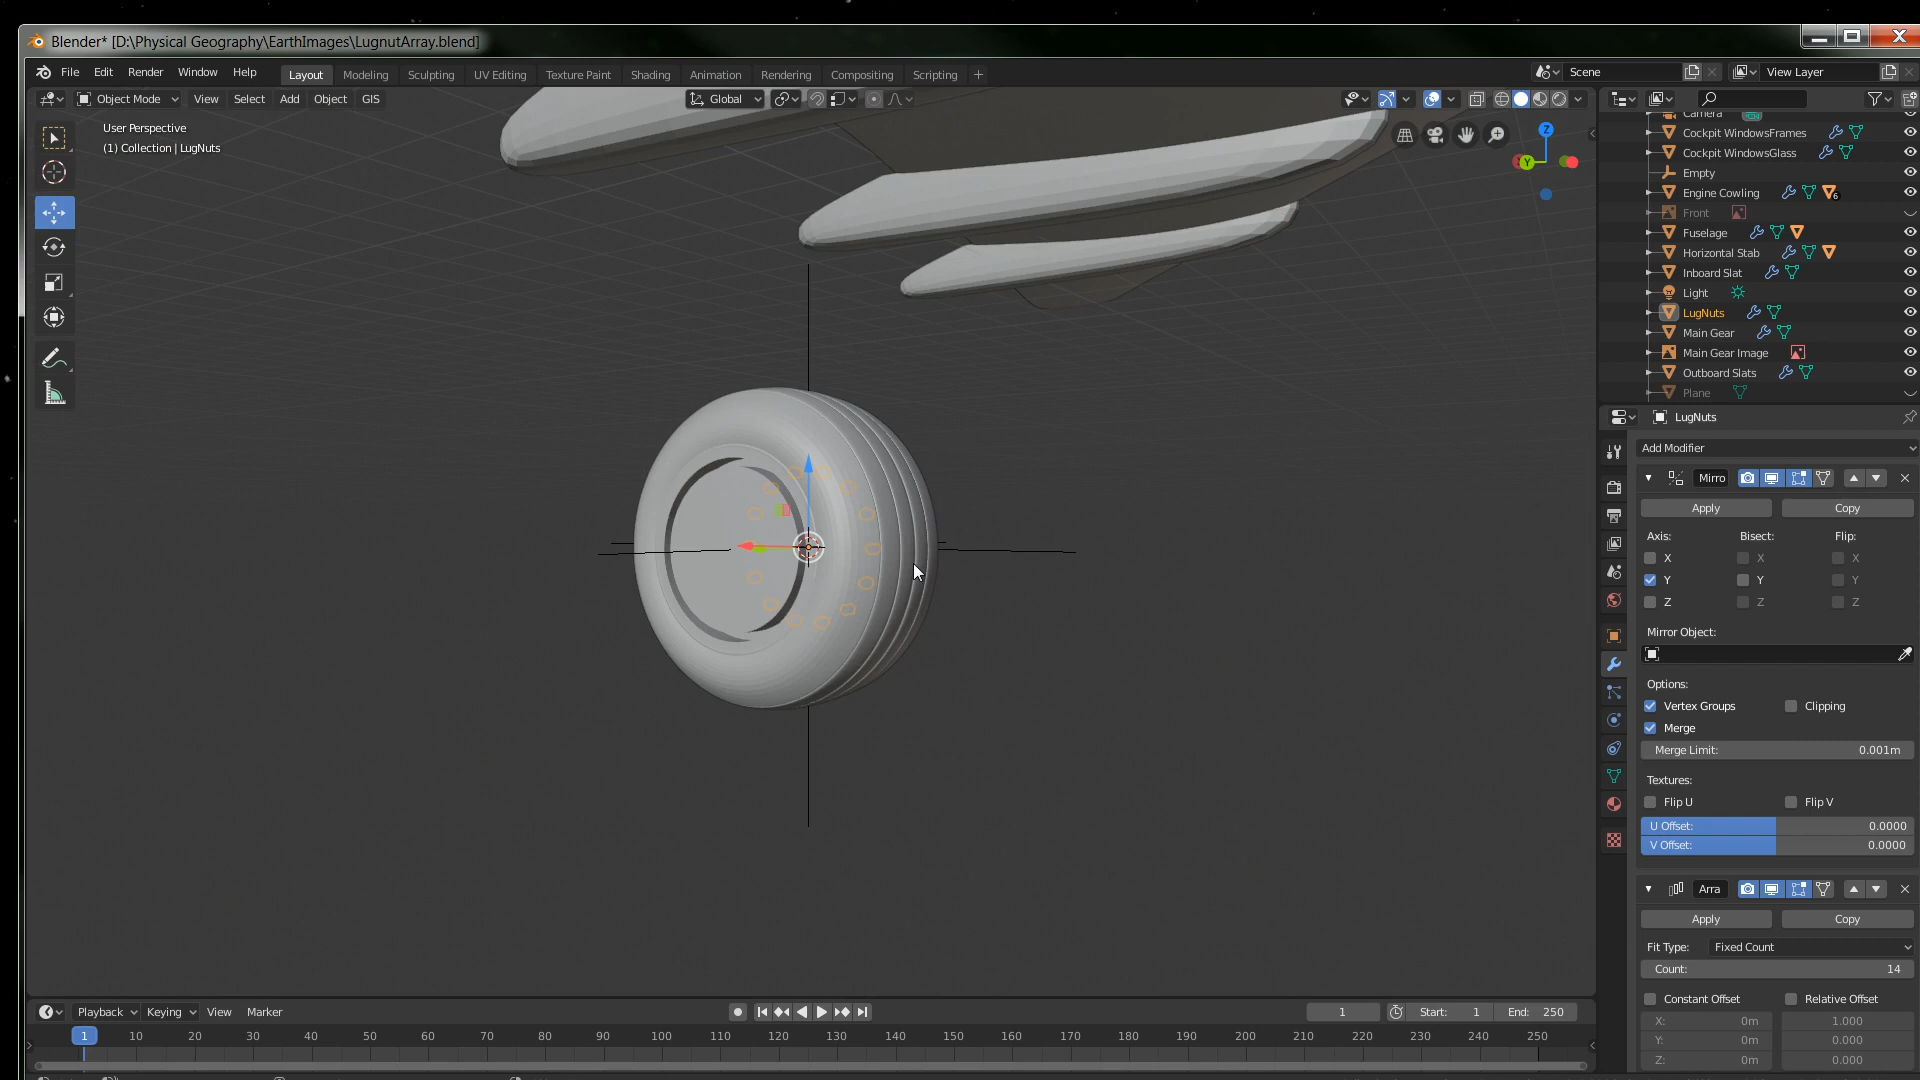 Blender* [D:\Physical Geography\EarthImages\LugnutArray.blend]
File Edit Render Window Help Layout Modeling Sculpting UV Editing Texture Paint Shading Animation Rendering Compositing Scripting + Scene View Layer
Object Mode View Select Add Object GIS Global
User Perspective
(1) Collection | LugNuts
Z
Y
Camera
Cockpit WindowsFrames
Cockpit WindowsGlass
Empty
Engine Cowling 6
Front
Fuselage
Horizontal Stab
Inboard Slat
Light
LugNuts
Main Gear
Main Gear Image
Outboard Slats
Plane
LugNuts
Add Modifier
Mirro
Apply Copy
Axis: Bisect: Flip:
X X X
Y Y Y
Z Z Z
Mirror Object:
Options:
Vertex Groups Clipping
Merge
Merge Limit: 0.001m
Textures:
Flip U Flip V
U Offset: 0.0000
V Offset: 0.0000
Arra
Apply Copy
Fit Type: Fixed Count
Count: 14
Constant Offset Relative Offset
X: 0m 1.000
Y: 0m 0.000
Z: 0m 0.000
Playback Keying View Marker 1 Start: 1 End: 250
1 10 20 30 40 50 60 70 80 90 100 110 120 130 140 150 160 170 180 190 200 210 220 230 240 250